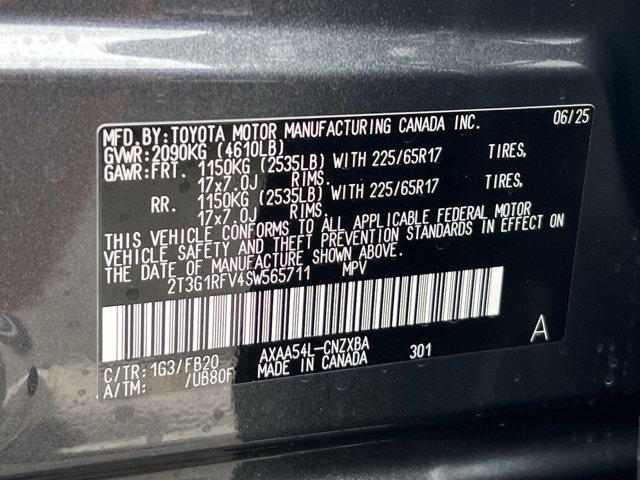 MFD.BY:TOYOTA MOTOR MANUFACTURING CANADA INC. 06/25
GVWR:2090KG (4610LB)
GAWR:FRT. 1150KG (2535LB) WITH 225/65R17 TIRES,
17x7.0J RIMS.
RR. 1150KG (2535LB) WITH 225/65R17 TIRES,
17x7.0J RIMS.
THIS VEHICLE CONFORMS TO ALL APPLICABLE FEDERAL MOTOR
VEHICLE SAFETY AND THEFT PREVENTION STANDARDS IN EFFECT ON
THE DATE OF MANUFACTURE SHOWN ABOVE.
2T3G1RFV4SW565711 MPV
A
C/TR:1G3/FB20 AXAA54L-CNZXBA 301
A/TM: /UB80F MADE IN CANADA